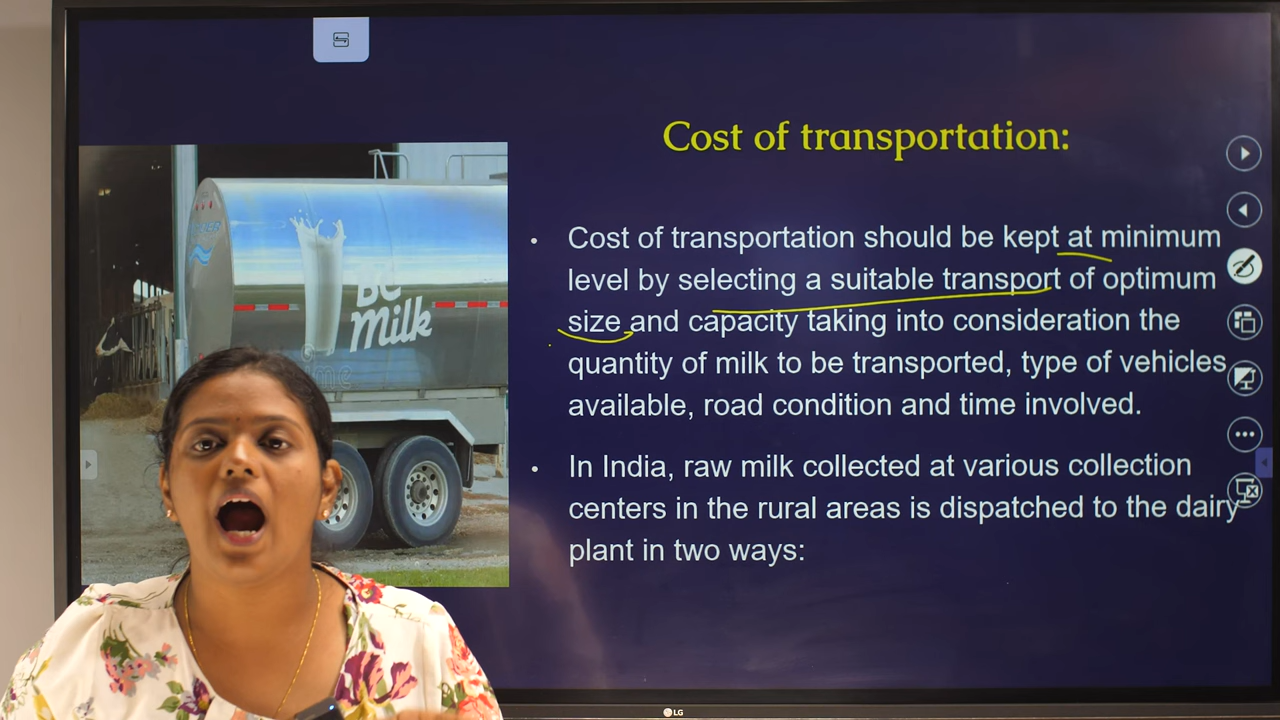 Cost of transportation:
BC
Milk
• Cost of transportation should be kept at minimum
level by selecting a suitable transport of optimum
size and capacity taking into consideration the
quantity of milk to be transported, type of vehicles
available, road condition and time involved.
• In India, raw milk collected at various collection
centers in the rural areas is dispatched to the dairy
plant in two ways:
LG